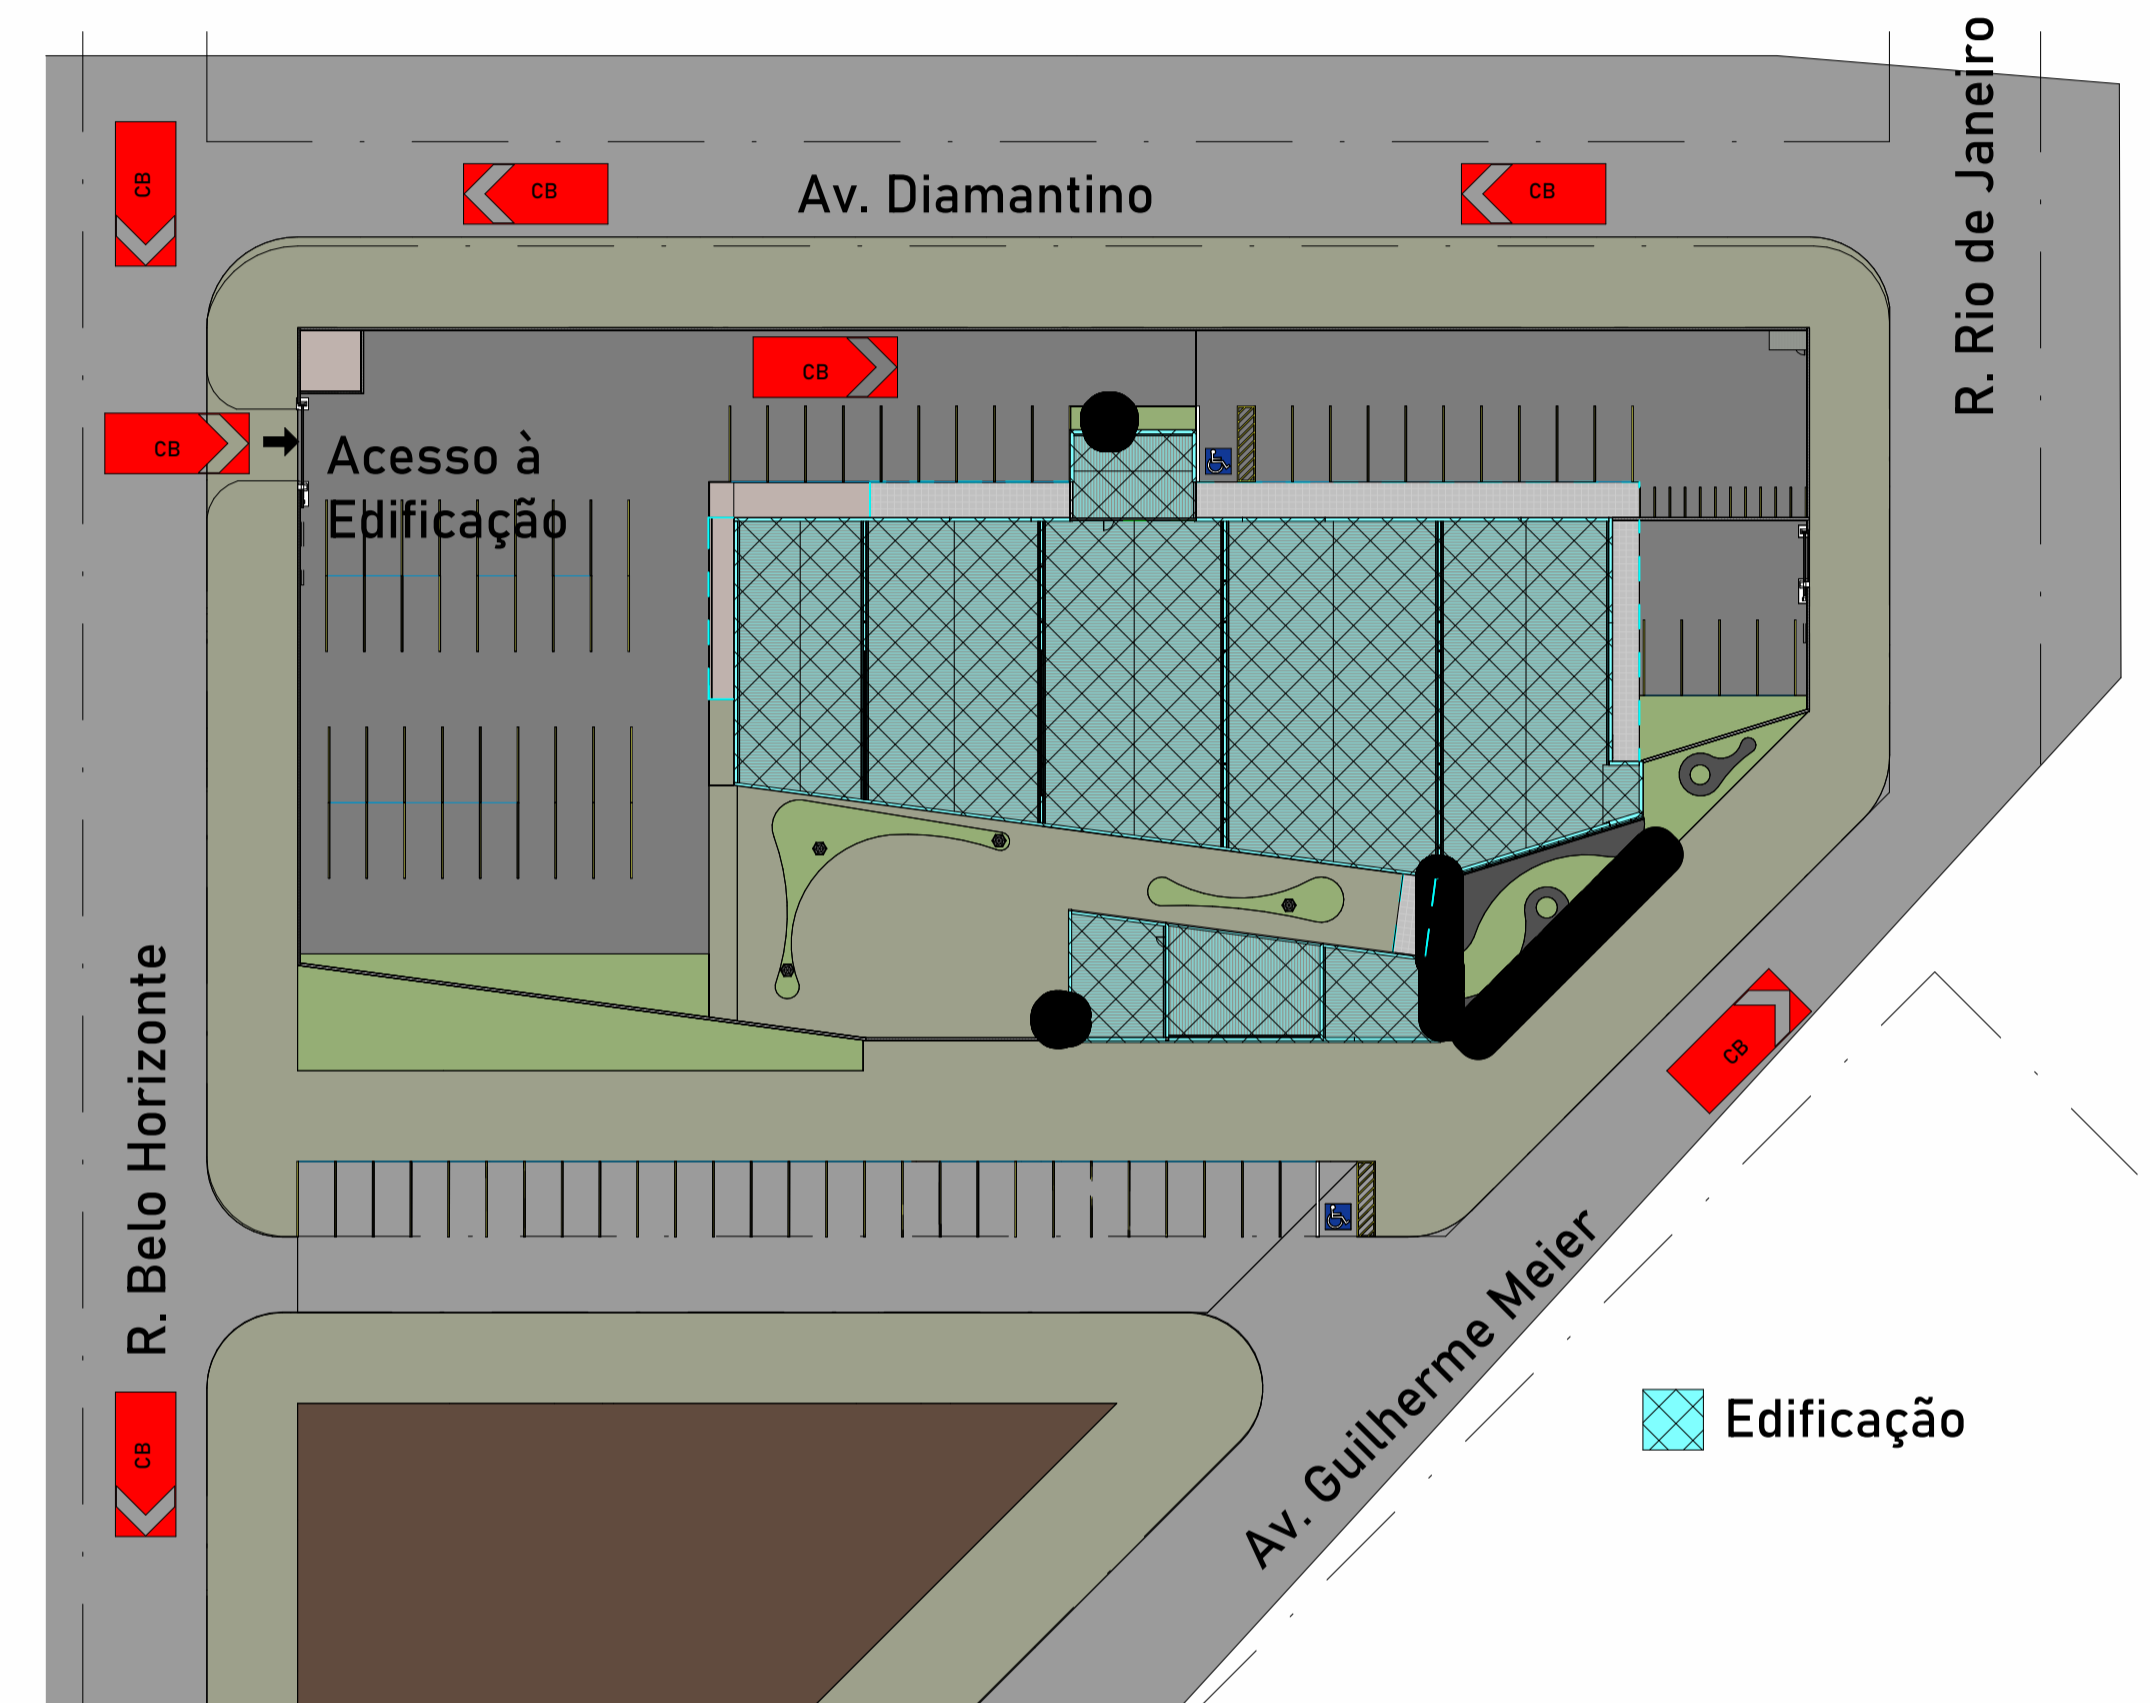 R. Rio de Janeiro
CB
CB
Av. Diamantino
CB
CB
CB
Acesso à
Edificação
R. Belo Horizonte
CB
Av. Guilherme Meier
Edificação
CB